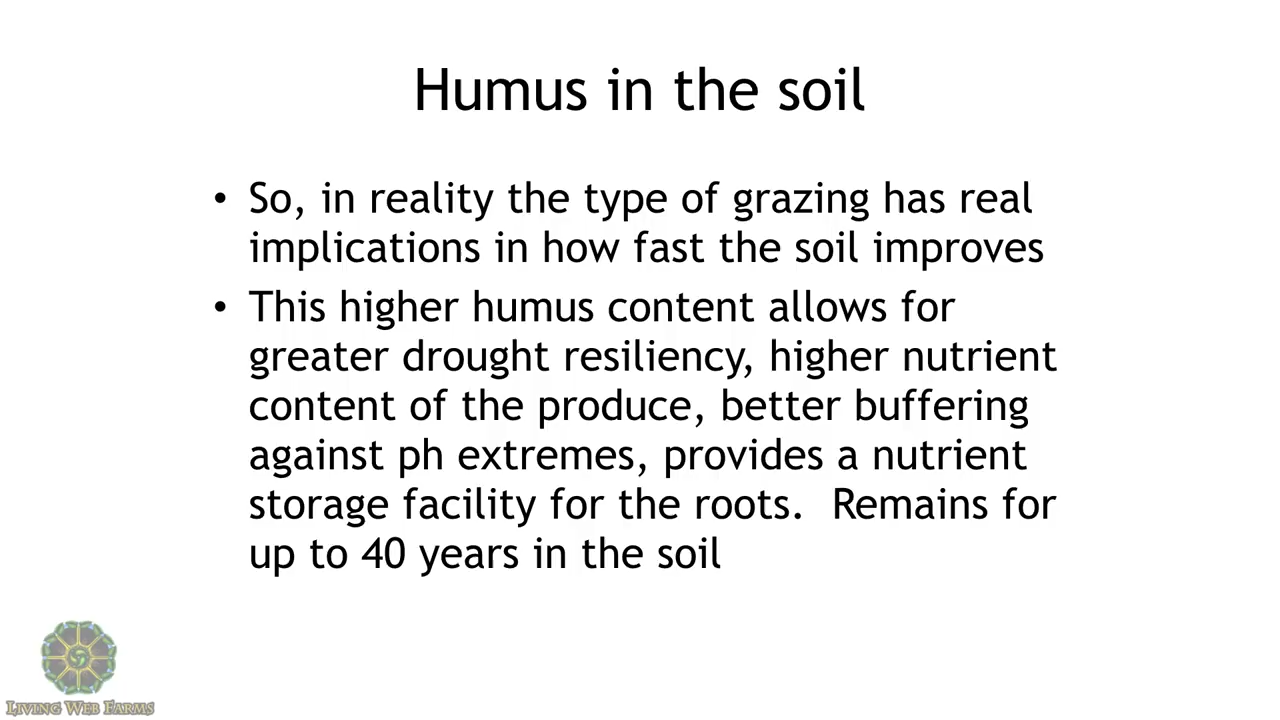 Humus in the soil
• So, in reality the type of grazing has real
implications in how fast the soil improves
• This higher humus content allows for
greater drought resiliency, higher nutrient
content of the produce, better buffering
against ph extremes, provides a nutrient
storage facility for the roots.  Remains for
up to 40 years in the soil
Living Web Farms